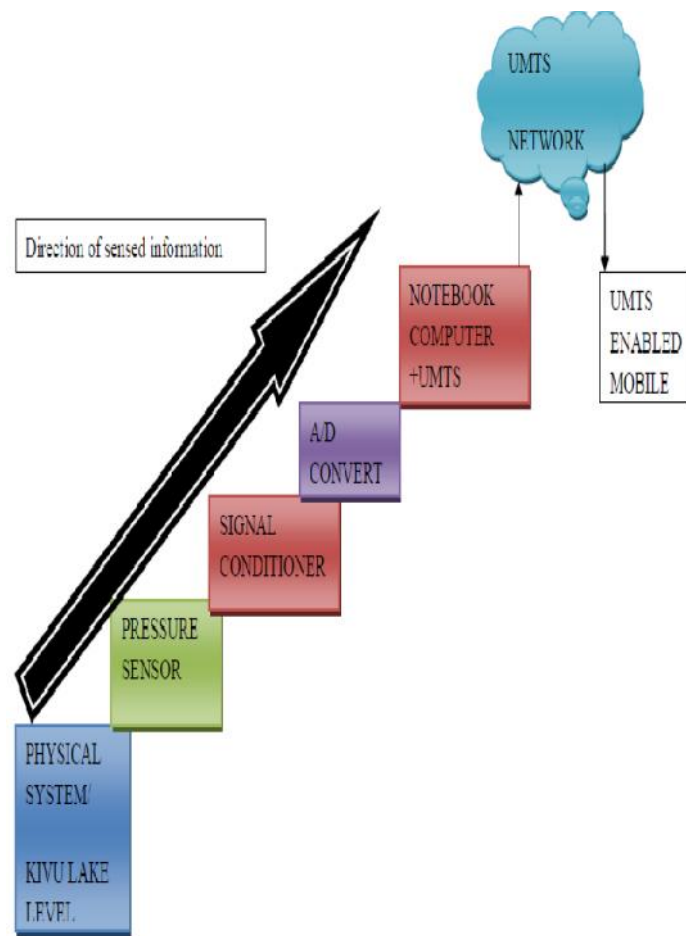 UMTS
NETWORK
Direction of sensed information
NOTEBOOK
COMPUTER
+UMTS
UMTS
ENABLED
MOBILE
A/D
CONVERT
SIGNAL
CONDITIONER
PRESSURE
SENSOR
PHYSICAL
SYSTEM/
KIVU LAKE
LEVEL